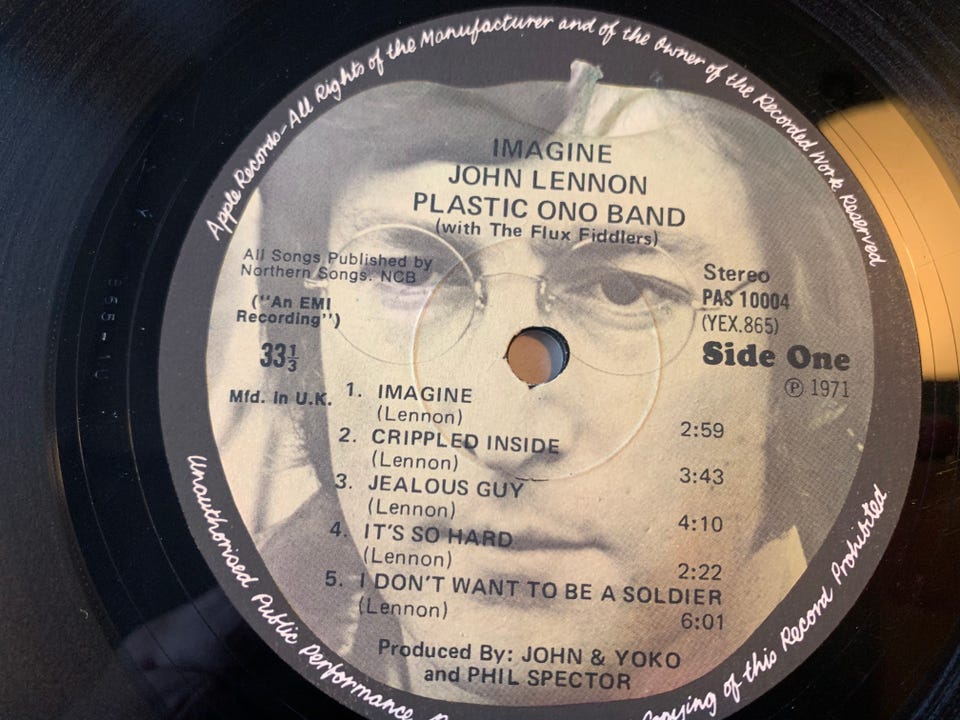 Apple Records-All Rights of the Manufacturer and of the Owner of the Recorded Work Reserved
IMAGINE
JOHN LENNON
PLASTIC ONO BAND
(with The Flux Fiddlers)
All Songs Published by
Northern Songs. NCB
("An EMI
Recording")
33 1/3
Mfd. in U.K.
Stereo
PAS 10004
(YEX.865)
Side One
℗ 1971
1. IMAGINE
(Lennon) 2:59
2. CRIPPLED INSIDE
(Lennon) 3:43
3. JEALOUS GUY
(Lennon) 4:10
4. IT'S SO HARD
(Lennon) 2:22
5. I DON'T WANT TO BE A SOLDIER
(Lennon) 6:01
Produced By: JOHN & YOKO
and PHIL SPECTOR
Unauthorised Public Performance
Copying of this Record Prohibited